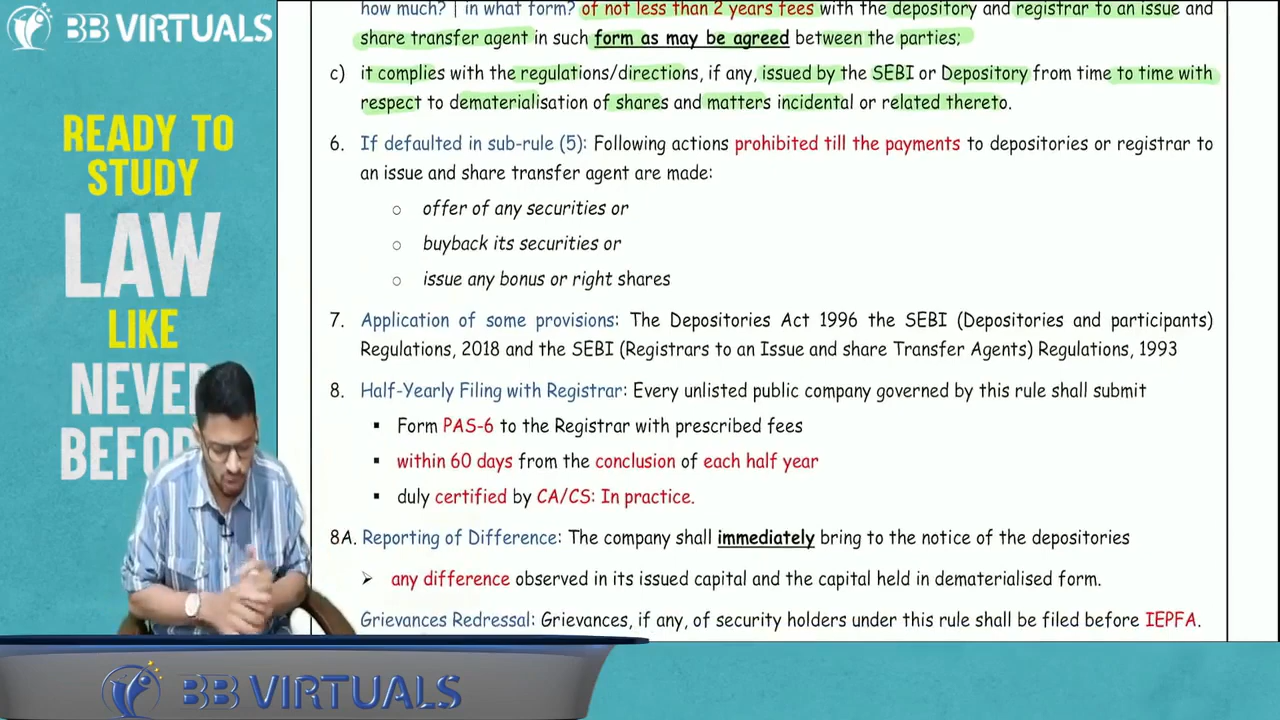 BB VIRTUALS
READY TO
STUDY
LAW
LIKE
NEVER
how much? | in what form? of not less than 2 years fees with the depository and registrar to an issue and
share transfer agent in such form as may be agreed between the parties;
c) it complies with the regulations/directions, if any, issued by the SEBI or Depository from time to time with
respect to dematerialisation of shares and matters incidental or related thereto.
6. If defaulted in sub-rule (5): Following actions prohibited till the payments to depositories or registrar to
an issue and share transfer agent are made:
○ offer of any securities or
○ buyback its securities or
○ issue any bonus or right shares
7. Application of some provisions: The Depositories Act 1996 the SEBI (Depositories and participants)
Regulations, 2018 and the SEBI (Registrars to an Issue and share Transfer Agents) Regulations, 1993
8. Half-Yearly Filing with Registrar: Every unlisted public company governed by this rule shall submit
▪ Form PAS-6 to the Registrar with prescribed fees
▪ within 60 days from the conclusion of each half year
▪ duly certified by CA/CS: In practice.
8A. Reporting of Difference: The company shall immediately bring to the notice of the depositories
➢ any difference observed in its issued capital and the capital held in dematerialised form.
Grievances Redressal: Grievances, if any, of security holders under this rule shall be filed before IEPFA.
BB VIRTUALS